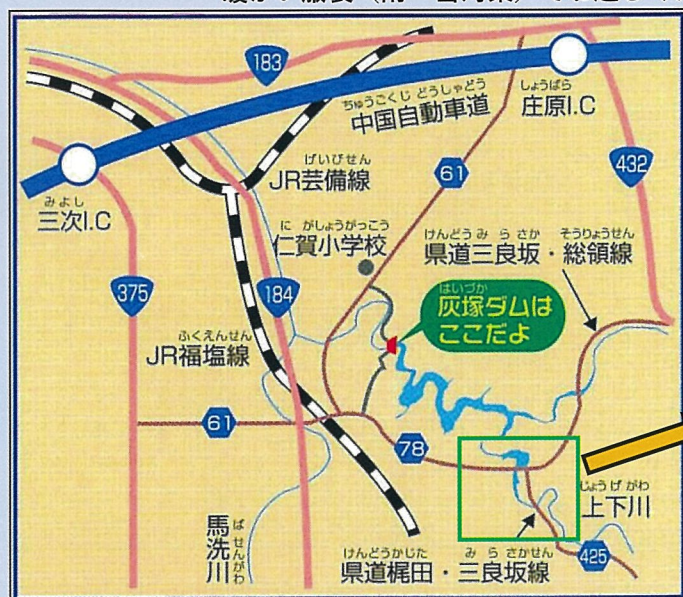 183
ちゅうごくじどうしゃどう
中国自動車道
しょうばら
庄原I.C
げいびせん
JR芸備線
61
432
みよし
三次I.C
にがしょうがっこう
仁賀小学校
けんどうみらさか そうりょうせん
県道三良坂・総領線
375
184
はいづか
灰塚ダムは
ここだよ
ふくえんせん
JR福塩線
61
78
じょうげがわ
上下川
ばせんがわ
馬洗川
けんどうかじた みらさかせん
県道梶田・三良坂線
425